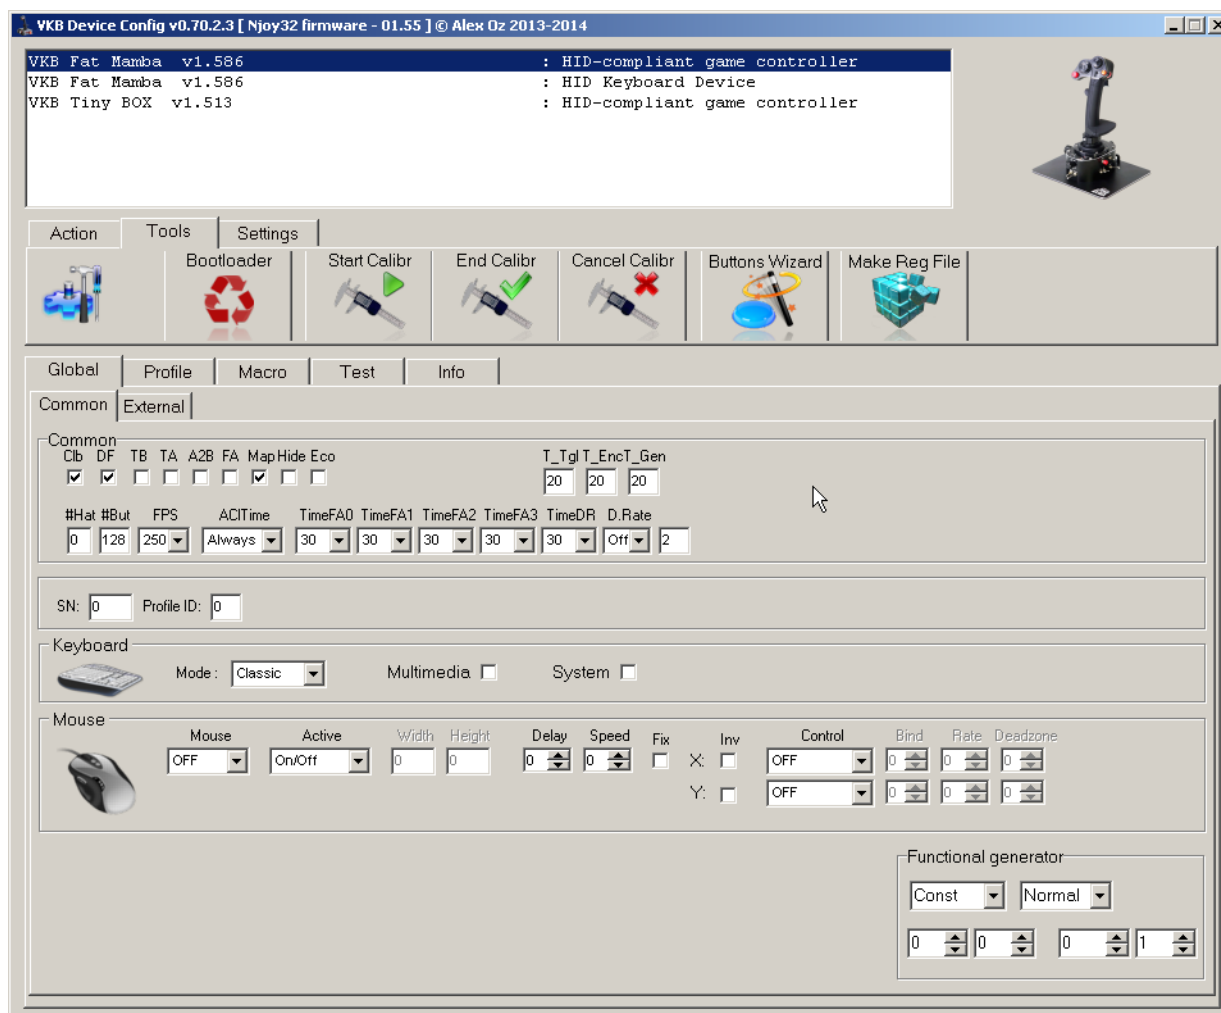 VKB Device Config v0.70.2.3 [ Njoy32 firmware - 01.55 ] © Alex Oz 2013-2014
VKB Fat Mamba v1.586 : HID-compliant game controller
VKB Fat Mamba v1.586 : HID Keyboard Device
VKB Tiny BOX v1.513 : HID-compliant game controller
Action Tools Settings
Bootloader Start Calibr End Calibr Cancel Calibr Buttons Wizard Make Reg File
Global Profile Macro Test Info
Common External
Common
Clb DF TB TA A2B FA Map Hide Eco T_Tgl T_Enc T_Gen
20 20 20
#Hat #But FPS ACITime TimeFA0 TimeFA1 TimeFA2 TimeFA3 TimeDR D.Rate
0 128 250 Always 30 30 30 30 30 Off 2
SN: 0 Profile ID: 0
Keyboard
Mode : Classic Multimedia System
Mouse
Mouse Active Width Height Delay Speed Fix Inv Control Bind Rate Deadzone
OFF On/Off 0 0 0 0 X: OFF 0 0 0
Y: OFF 0 0 0
Functional generator
Const Normal
0 0 0 1